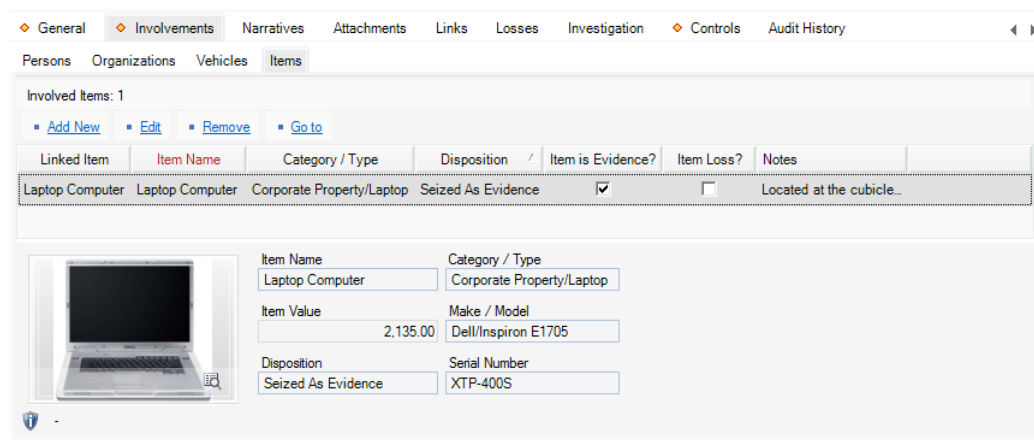 General Involvements Narratives Attachments Links Losses Investigation Controls Audit History
Persons Organizations Vehicles Items
Involved Items: 1
Add New Edit Remove Go to
Linked Item Item Name Category / Type Disposition Item is Evidence? Item Loss? Notes
Laptop Computer Laptop Computer Corporate Property/Laptop Seized As Evidence Located at the cubicle...
Item Name Category / Type
Laptop Computer Corporate Property/Laptop
Item Value Make / Model
2,135.00 Dell/Inspiron E1705
Disposition Serial Number
Seized As Evidence XTP-400S
-